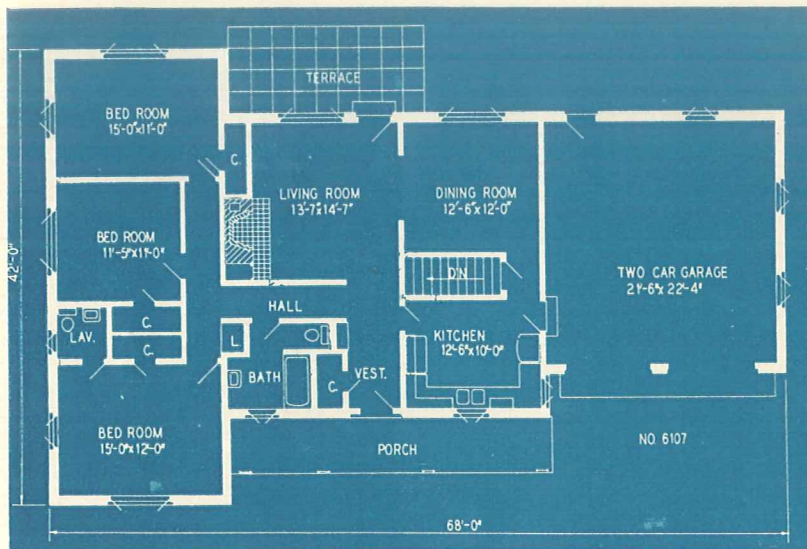 TERRACE
BED ROOM
15'-0"x11'-0"
C.
LIVING ROOM
13'-7"x14'-7"
DINING ROOM
12'-6"x12'-0"
BED ROOM
11'-5"x11'-0"
42'-0"
D'N
TWO CAR GARAGE
21'-6"x 22'-4"
HALL
LAV.
C.
C.
L.
KITCHEN
12'-6"x10'-0"
BATH
C.
VEST.
BED ROOM
15'-0"x12'-0"
PORCH
NO. 6107
68'-0"